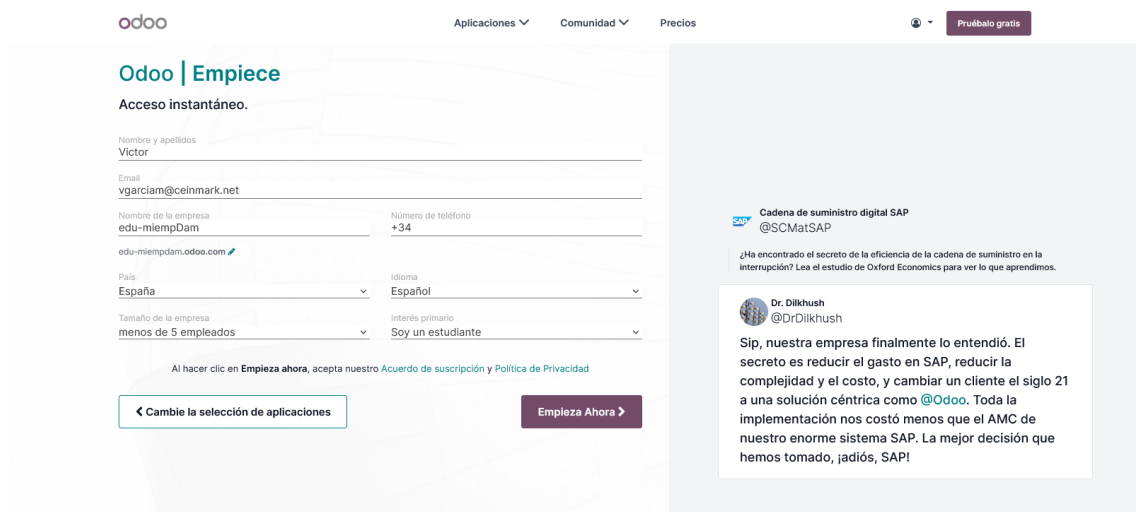 odoo
Aplicaciones Comunidad Precios
Pruébalo gratis
Odoo | Empiece
Acceso instantáneo.
Nombre y apellidos
Victor
Email
vgarciam@ceinmark.net
Nombre de la empresa
edu-miempDam
Número de teléfono
+34
edu-miempdam.odoo.com
País
España
Idioma
Español
Tamaño de la empresa
menos de 5 empleados
Interés primario
Soy un estudiante
Al hacer clic en Empieza ahora, acepta nuestro Acuerdo de suscripción y Política de Privacidad
Cambie la selección de aplicaciones
Empieza Ahora
SAP
Cadena de suministro digital SAP
@SCMatSAP
¿Ha encontrado el secreto de la eficiencia de la cadena de suministro en la
interrupción? Lea el estudio de Oxford Economics para ver lo que aprendimos.
Dr. Dilkhush
@DrDilkhush
Sip, nuestra empresa finalmente lo entendió. El
secreto es reducir el gasto en SAP, reducir la
complejidad y el costo, y cambiar un cliente el siglo 21
a una solución céntrica como @Odoo. Toda la
implementación nos costó menos que el AMC de
nuestro enorme sistema SAP. La mejor decisión que
hemos tomado, ¡adiós, SAP!